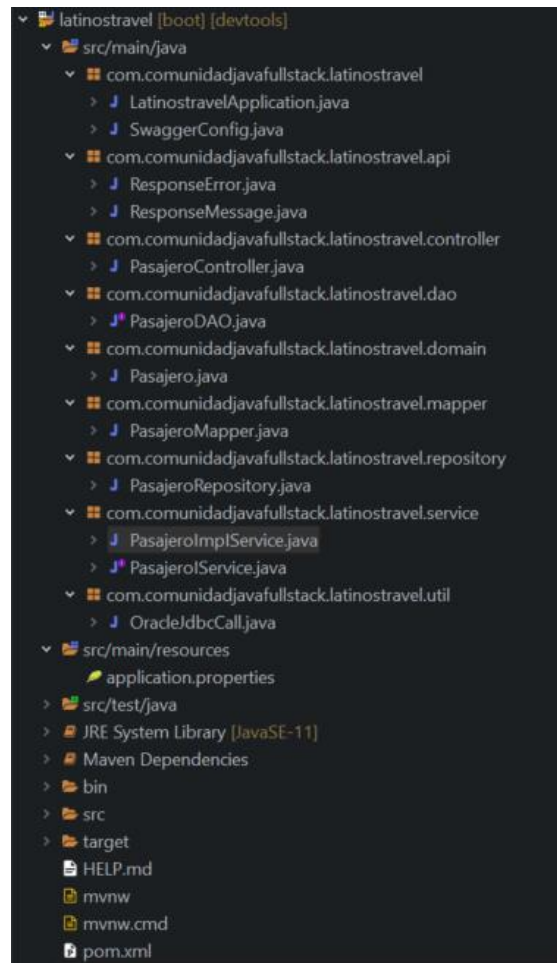 latinostravel [boot] [devtools]
src/main/java
com.comunidadjavafullstack.latinostravel
LatinostravelApplication.java
SwaggerConfig.java
com.comunidadjavafullstack.latinostravel.api
ResponseError.java
ResponseMessage.java
com.comunidadjavafullstack.latinostravel.controller
PasajeroController.java
com.comunidadjavafullstack.latinostravel.dao
PasajeroDAO.java
com.comunidadjavafullstack.latinostravel.domain
Pasajero.java
com.comunidadjavafullstack.latinostravel.mapper
PasajeroMapper.java
com.comunidadjavafullstack.latinostravel.repository
PasajeroRepository.java
com.comunidadjavafullstack.latinostravel.service
PasajeroImplService.java
PasajeroIService.java
com.comunidadjavafullstack.latinostravel.util
OracleJdbcCall.java
src/main/resources
application.properties
src/test/java
JRE System Library [JavaSE-11]
Maven Dependencies
bin
src
target
HELP.md
mvnw
mvnw.cmd
pom.xml